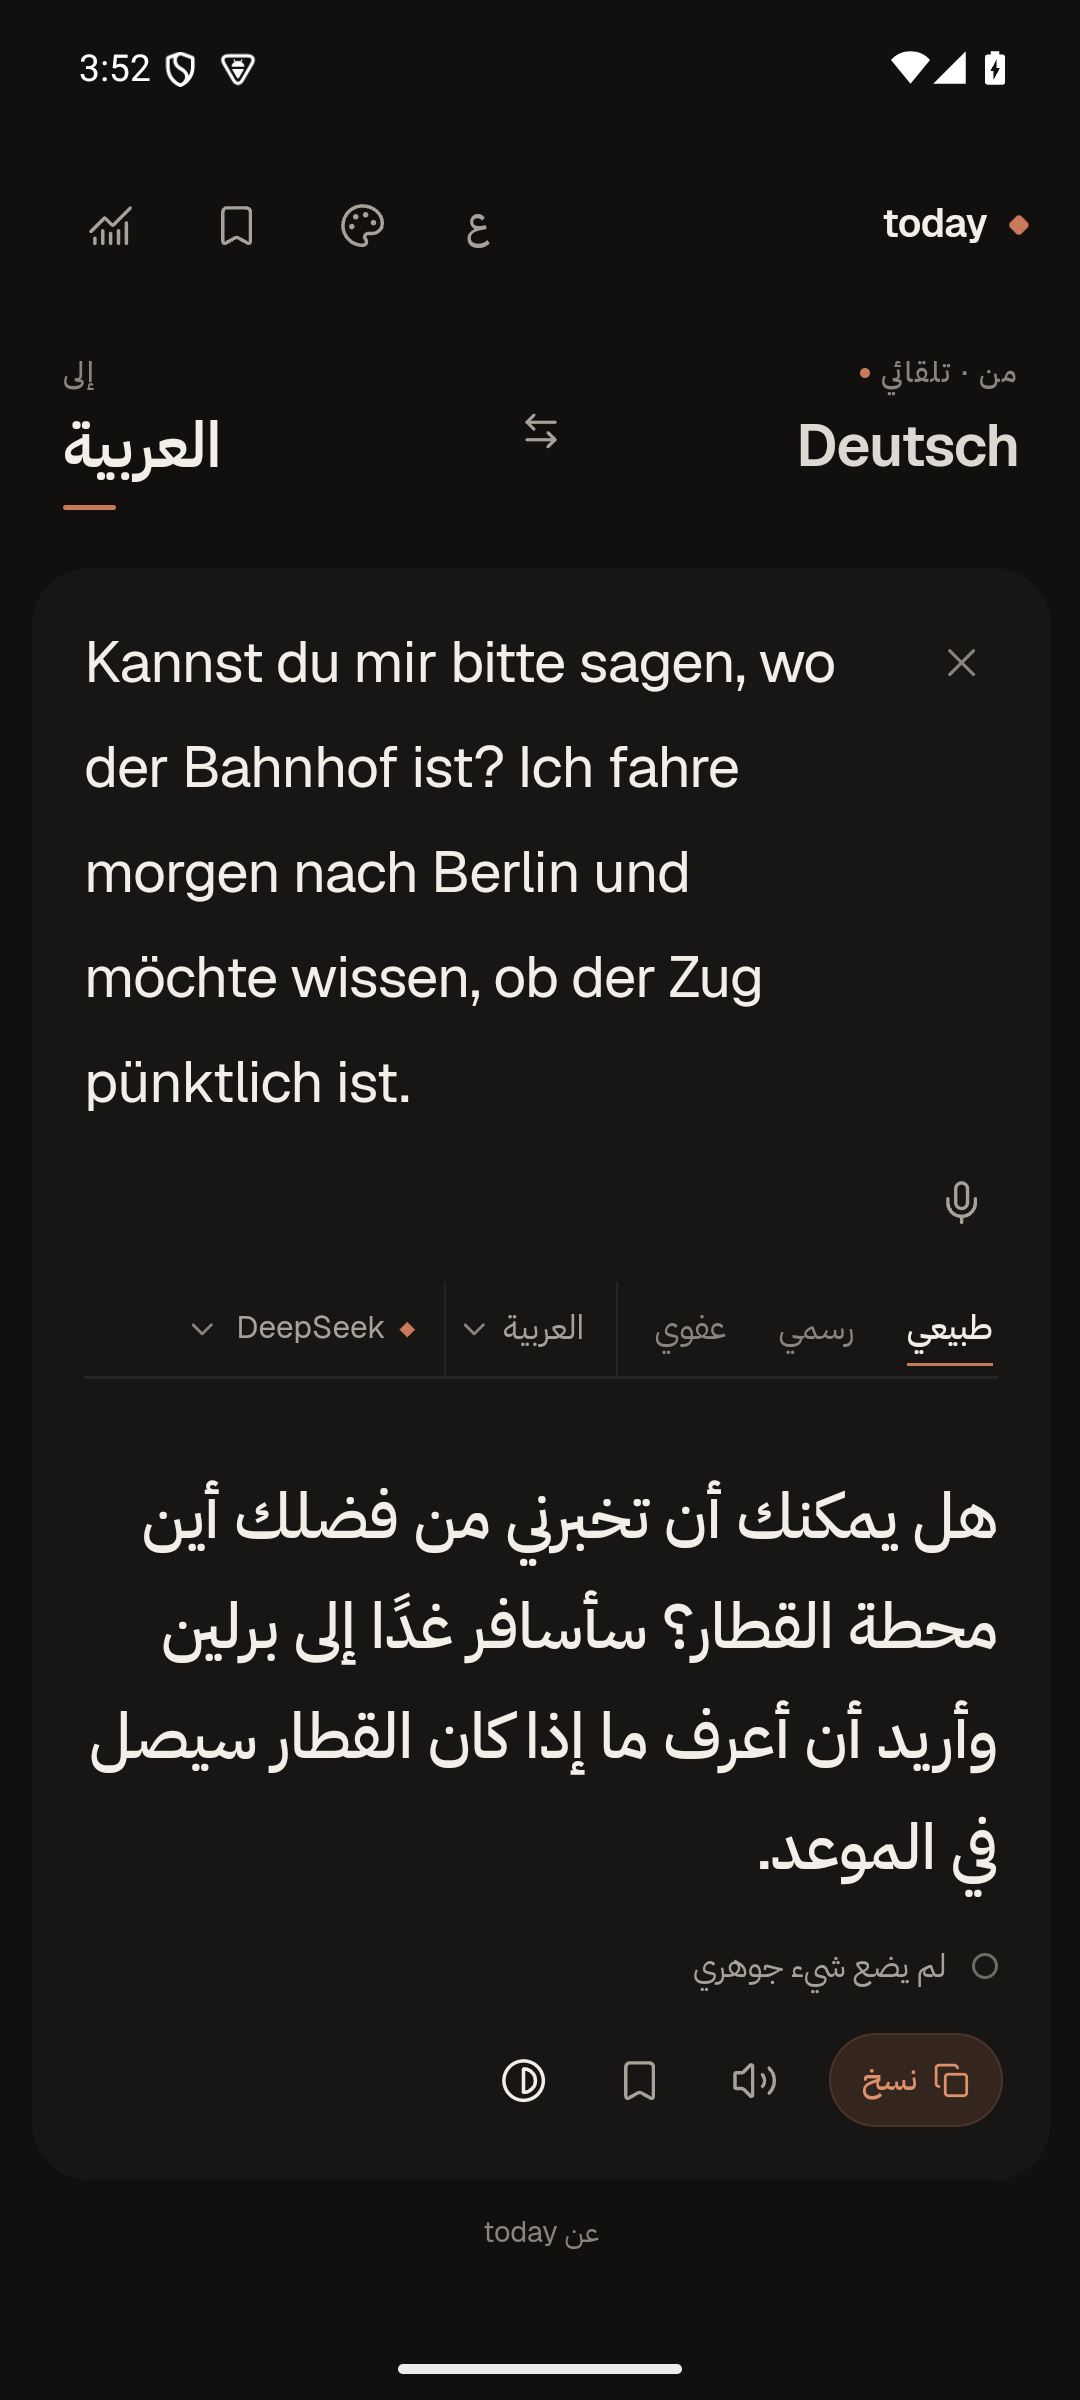 3:52
today
ع
من · تلقائي
إلى
Deutsch
العربية
Kannst du mir bitte sagen, wo
der Bahnhof ist? Ich fahre
morgen nach Berlin und
möchte wissen, ob der Zug
pünktlich ist.
طبيعي رسمي عفوي العربية DeepSeek
هل يمكنك أن تخبرني من فضلك أين
محطة القطار؟ سأسافر غدًا إلى برلين
وأريد أن أعرف ما إذا كان القطار سيصل
في الموعد.
لم يضع شيء جوهري
نسخ
عن today